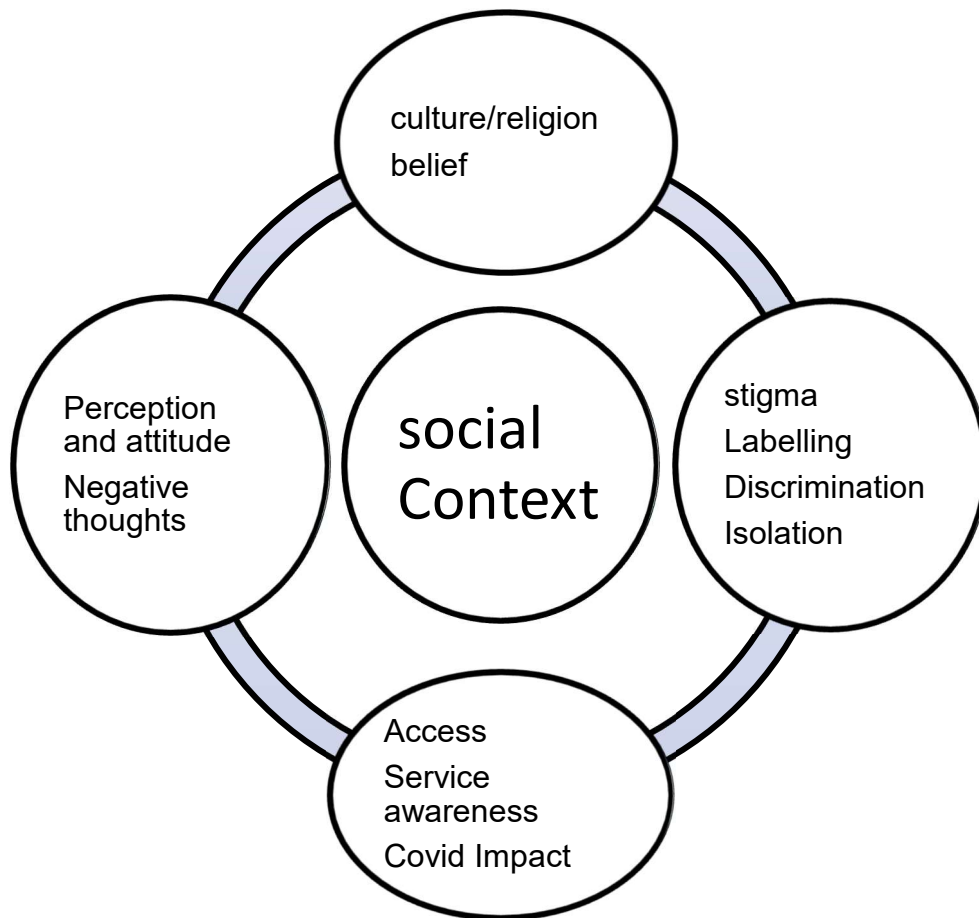 culture/religion
belief
Perception
and attitude
Negative
thoughts
social
Context
stigma
Labelling
Discrimination
Isolation
Access
Service
awareness
Covid Impact